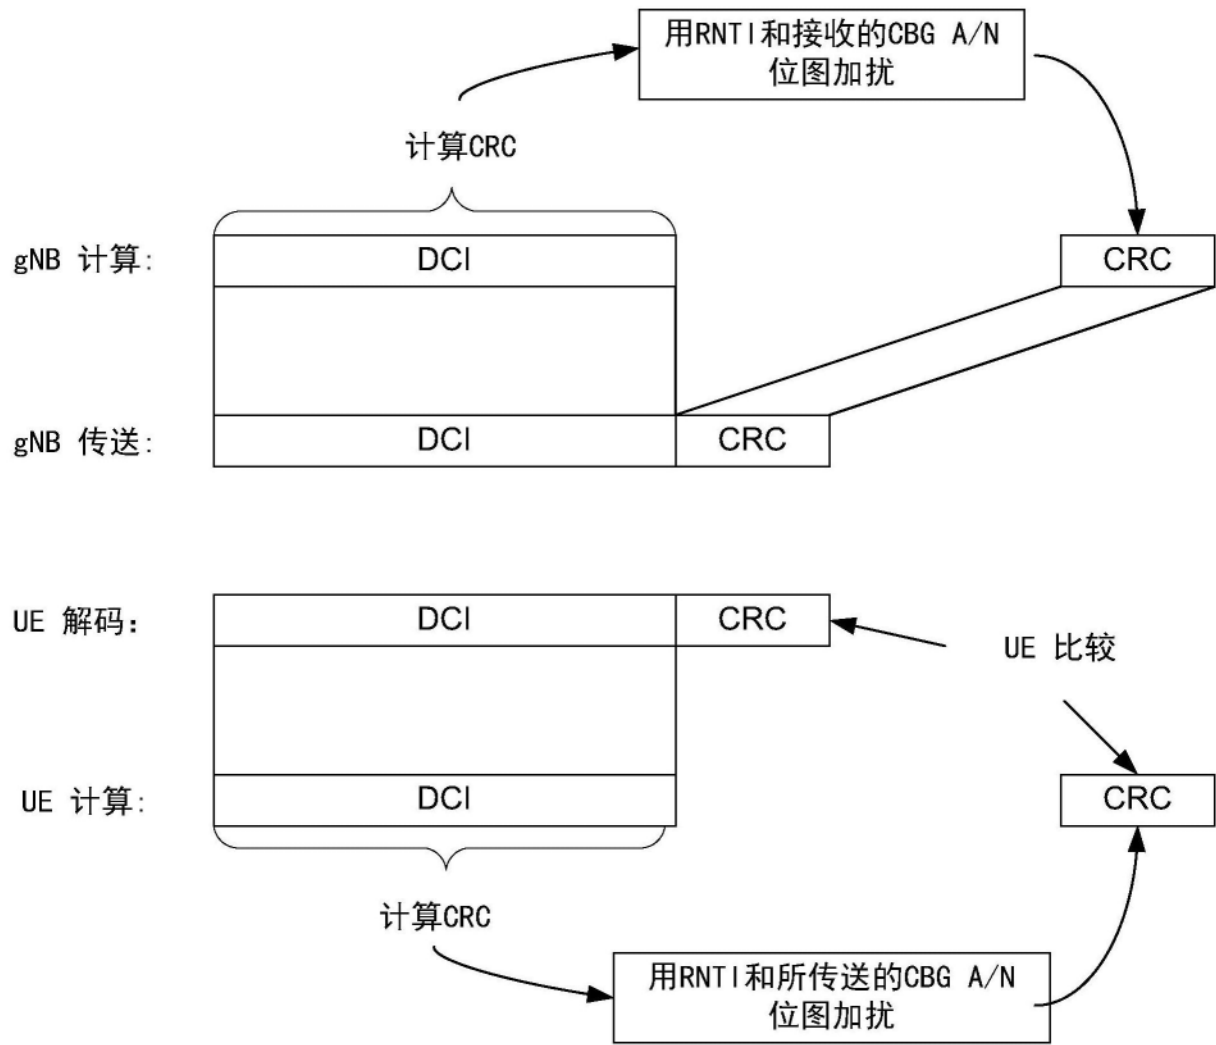 用RNTI和接收的CBG A/N
位图加扰
计算CRC
gNB 计算:
DCI
CRC
gNB 传送:
DCI
CRC
UE 解码：
DCI
CRC
UE 比较
UE 计算:
DCI
CRC
计算CRC
用RNTI和所传送的CBG A/N
位图加扰